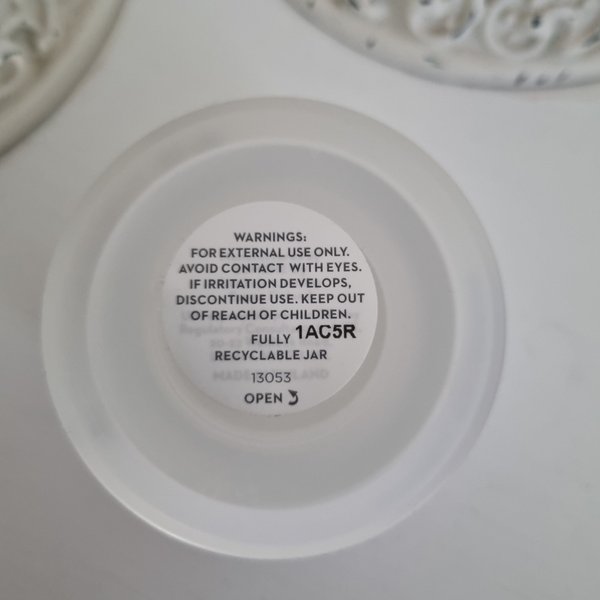 WARNINGS:
FOR EXTERNAL USE ONLY.
AVOID CONTACT WITH EYES.
IF IRRITATION DEVELOPS,
DISCONTINUE USE. KEEP OUT
OF REACH OF CHILDREN.
FULLY 1AC5R
RECYCLABLE JAR
13053
OPEN